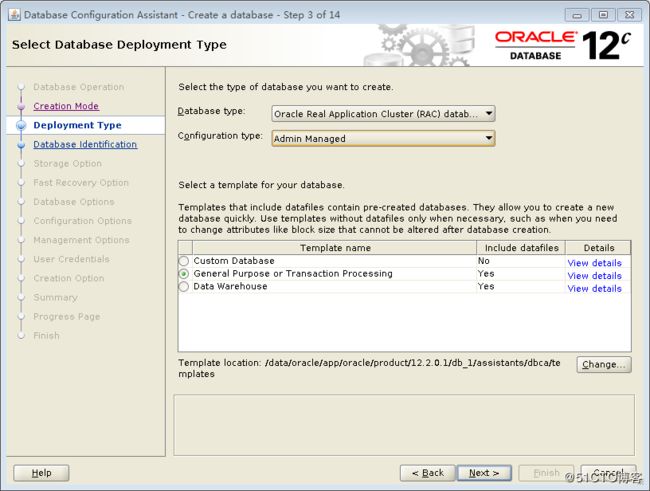 Database Configuration Assistant - Create a database - Step 3 of 14
Select Database Deployment Type
ORACLE
DATABASE
12c
Database Operation
Creation Mode
Deployment Type
Database Identification
Storage Option
Fast Recovery Option
Database Options
Configuration Options
Management Options
User Credentials
Creation Option
Summary
Progress Page
Finish
Select the type of database you want to create.
Database type: Oracle Real Application Cluster (RAC) datab...
Configuration type: Admin Managed
Select a template for your database.
Templates that include datafiles contain pre-created databases. They allow you to create a new
database quickly. Use templates without datafiles only when necessary, such as when you need
to change attributes like block size that cannot be altered after database creation.
Template name Include datafiles Details
Custom Database No View details
General Purpose or Transaction Processing Yes View details
Data Warehouse Yes View details
Template location: /data/oracle/app/oracle/product/12.2.0.1/db_1/assistants/dbca/te
mplates
Change...
Help
< Back
Next >
Finish
Cancel
@51CTO博客